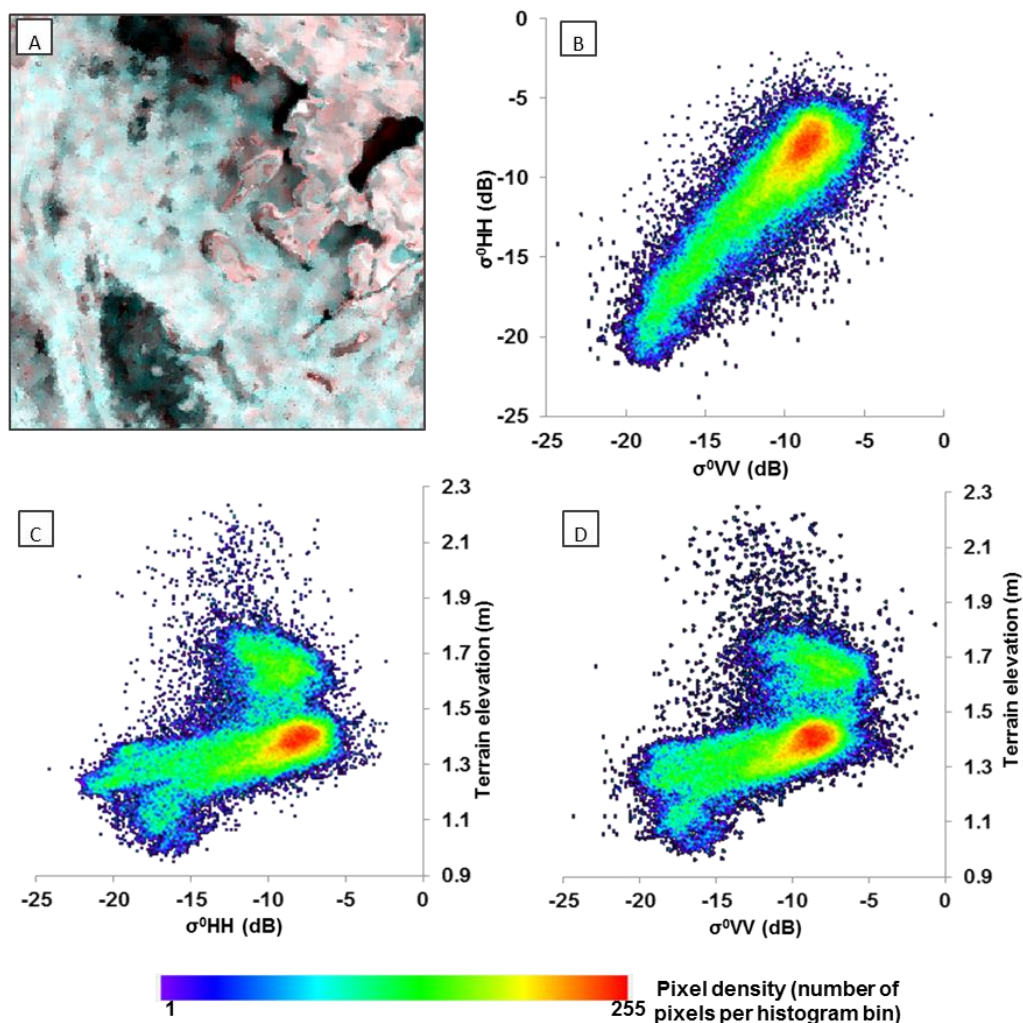 A
B
0
-5
-10
-15
-20
-25
σ⁰HH (dB)
-25 -20 -15 -10 -5 0
σ⁰VV (dB)
C
2.3
2.1
1.9
1.7
1.5
1.3
1.1
0.9
Terrain elevation (m)
-25 -20 -15 -10 -5 0
σ⁰HH (dB)
D
2.3
2.1
1.9
1.7
1.5
1.3
1.1
0.9
Terrain elevation (m)
-25 -20 -15 -10 -5 0
σ⁰VV (dB)
1 255
Pixel density (number of
pixels per histogram bin)